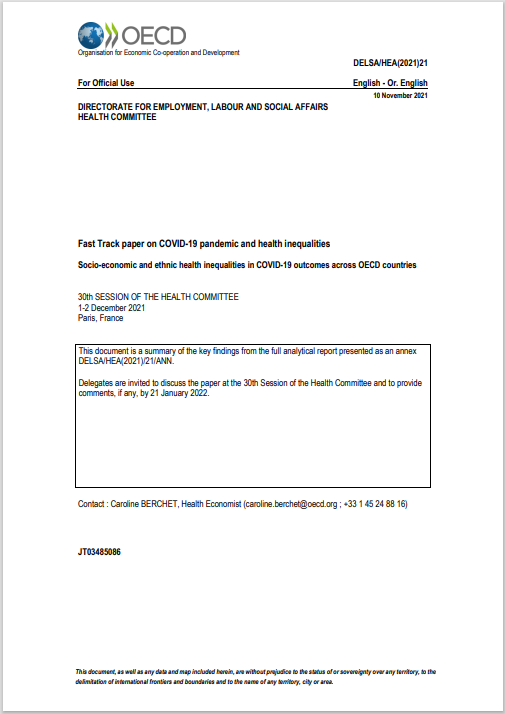 OECD
Organisation for Economic Co-operation and Development
DELSA/HEA(2021)21
For Official Use English - Or. English
10 November 2021
DIRECTORATE FOR EMPLOYMENT, LABOUR AND SOCIAL AFFAIRS
HEALTH COMMITTEE
Fast Track paper on COVID-19 pandemic and health inequalities
Socio-economic and ethnic health inequalities in COVID-19 outcomes across OECD countries
30th SESSION OF THE HEALTH COMMITTEE
1-2 December 2021
Paris, France
This document is a summary of the key findings from the full analytical report presented as an annex
DELSA/HEA(2021)/21/ANN.
Delegates are invited to discuss the paper at the 30th Session of the Health Committee and to provide
comments, if any, by 21 January 2022.
Contact : Caroline BERCHET, Health Economist (caroline.berchet@oecd.org ; +33 1 45 24 88 16)
JT03485086
This document, as well as any data and map included herein, are without prejudice to the status of or sovereignty over any territory, to the
delimitation of international frontiers and boundaries and to the name of any territory, city or area.